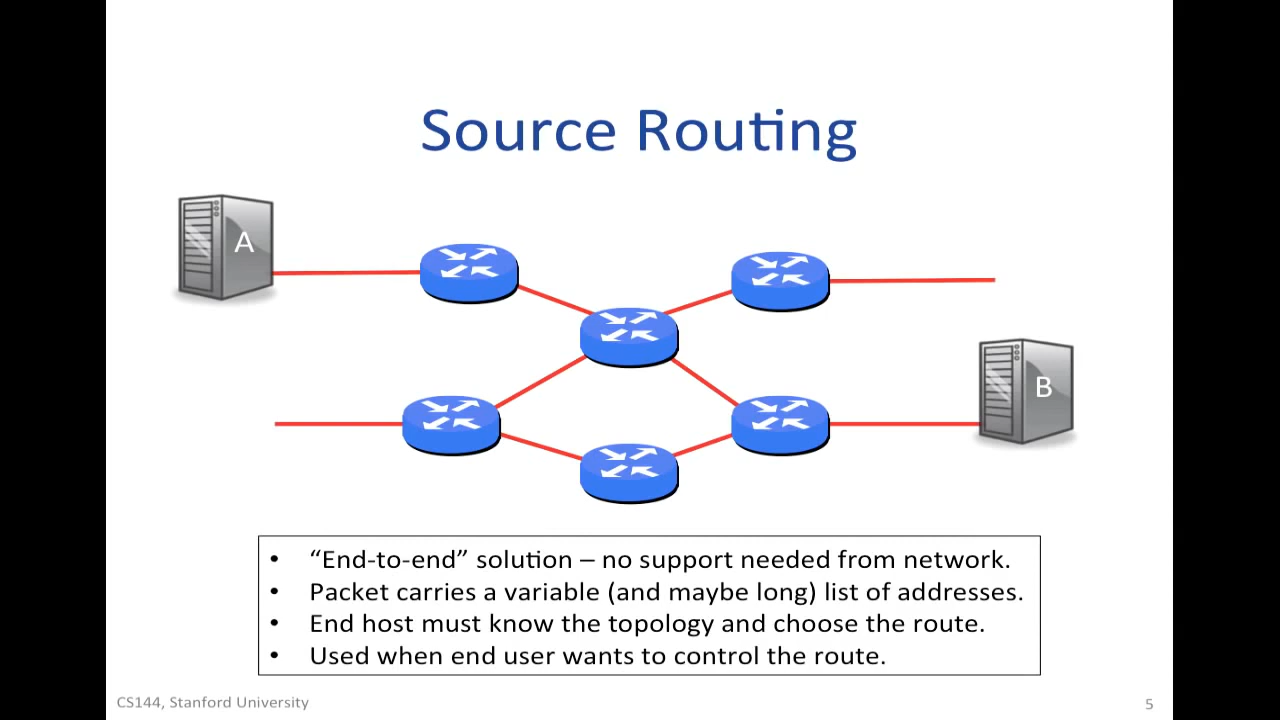 Source Routing
A
B
• “End-to-end” solution – no support needed from network.
• Packet carries a variable (and maybe long) list of addresses.
• End host must know the topology and choose the route.
• Used when end user wants to control the route.
CS144, Stanford University
5